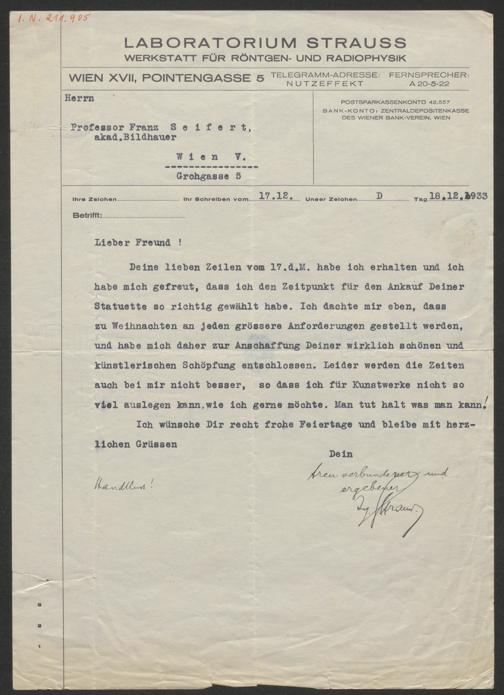 I. N. 211.905
LABORATORIUM STRAUSS
WERKSTATT FÜR RÖNTGEN- UND RADIOPHYSIK
WIEN XVII, POINTENGASSE 5 TELEGRAMM-ADRESSE: NUTZEFFEKT FERNSPRECHER: A 20-5-22
Herrn
Professor Franz Seifert,
akad.Bildhauer
Wien V.
Grohgasse 5
POSTSPARKASSENKONTO 42.557
BANK-KONTO: ZENTRALDEPOSITENKASSE
DES WIENER BANK-VEREIN, WIEN
Ihre Zeichen Ihr Schreiben vom 17.12. Unser Zeichen D Tag 18.12.1933
Betrifft:
Lieber Freund !
Deine lieben Zeilen vom 17.d.M. habe ich erhalten und ich
habe mich gefreut, dass ich den Zeitpunkt für den Ankauf Deiner
Statuette so richtig gewählt habe. Ich dachte mir eben, dass
zu Weihnachten an jeden grössere Anforderungen gestellt werden,
und habe mich daher zur Anschaffung Deiner wirklich schönen und
künstlerischen Schöpfung entschlossen. Leider werden die Zeiten
auch bei mir nicht besser, so dass ich für Kunstwerke nicht so
viel auslegen kann,wie ich gerne möchte. Man tut halt was man kann!
Ich wünsche Dir recht frohe Feiertage und bleibe mit herz-
lichen Grüssen
Dein
treu verbundener und
ergebener
Strauss
Handkuss!